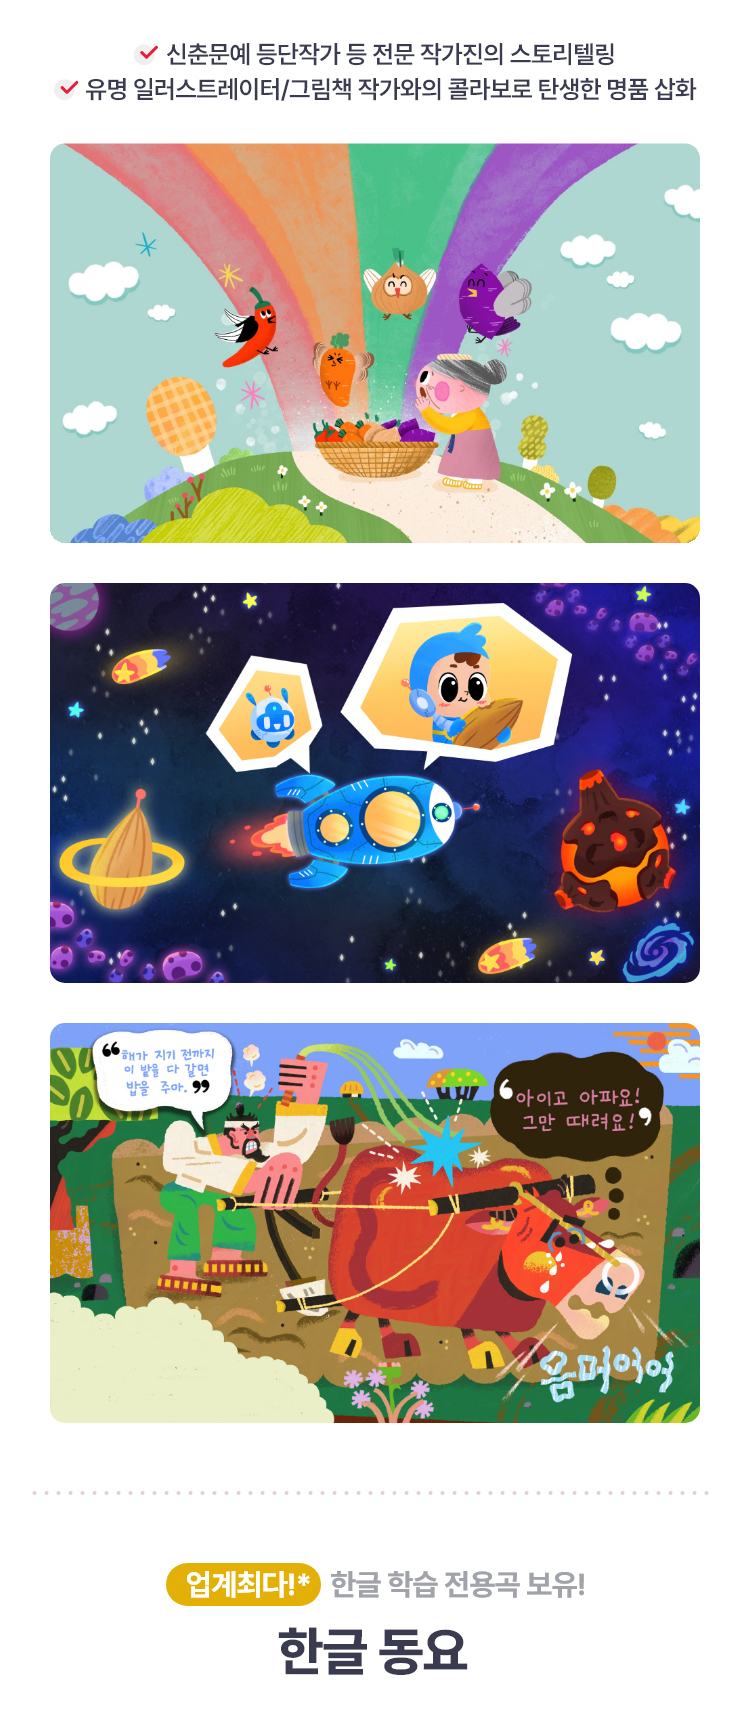 신춘문예 등단작가 등 전문 작가진의 스토리텔링
유명 일러스트레이터/그림책 작가와의 콜라보로 탄생한 명품 삽화
“해가 지기 전까지
이 밭을 다 갈면
밥을 주마.”
‘아이고 아파요!
그만 때려요!’
음머어억
업계최다!* 한글 학습 전용곡 보유!
한글 동요